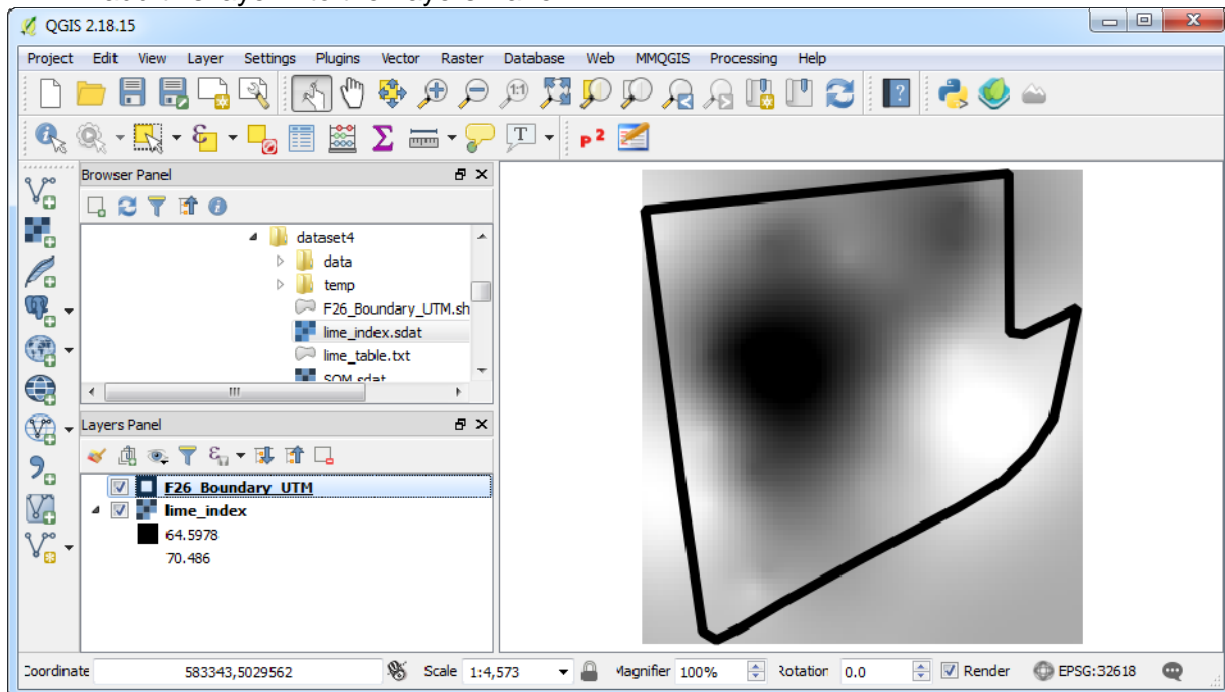 QGIS 2.18.15
Project Edit View Layer Settings Plugins Vector Raster Database Web MMQGIS Processing Help
Browser Panel
dataset4
data
temp
F26_Boundary_UTM.sh
lime_index.sdat
lime_table.txt
SOM.sdat
Layers Panel
F26_Boundary_UTM
lime_index
64.5978
70.486
Coordinate 583343,5029562 Scale 1:4,573 Magnifier 100% Rotation 0.0 Render EPSG:32618